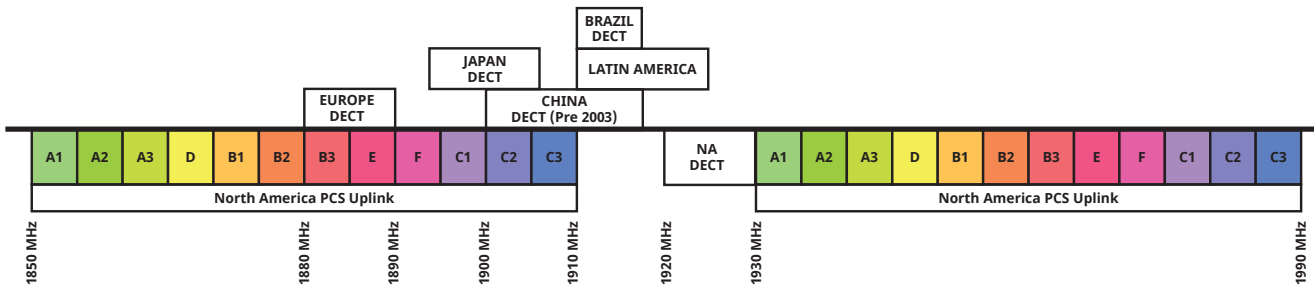 BRAZIL
DECT
JAPAN
DECT
LATIN AMERICA
EUROPE
DECT
CHINA
DECT (Pre 2003)
A1 A2 A3 D B1 B2 B3 E F C1 C2 C3
NA
DECT
A1 A2 A3 D B1 B2 B3 E F C1 C2 C3
North America PCS Uplink
North America PCS Uplink
1850 MHz
1880 MHz
1890 MHz
1900 MHz
1910 MHz
1920 MHz
1930 MHz
1990 MHz